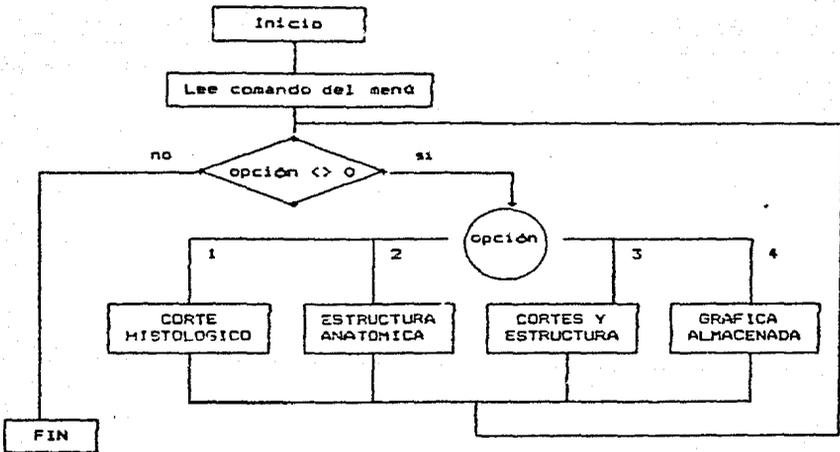 Inicio
Lee comando del menú
no
opción <> 0
si
opción
1
2
3
4
CORTE
HISTOLOGICO
ESTRUCTURA
ANATOMICA
CORTES Y
ESTRUCTURA
GRAFICA
ALMACENADA
FIN